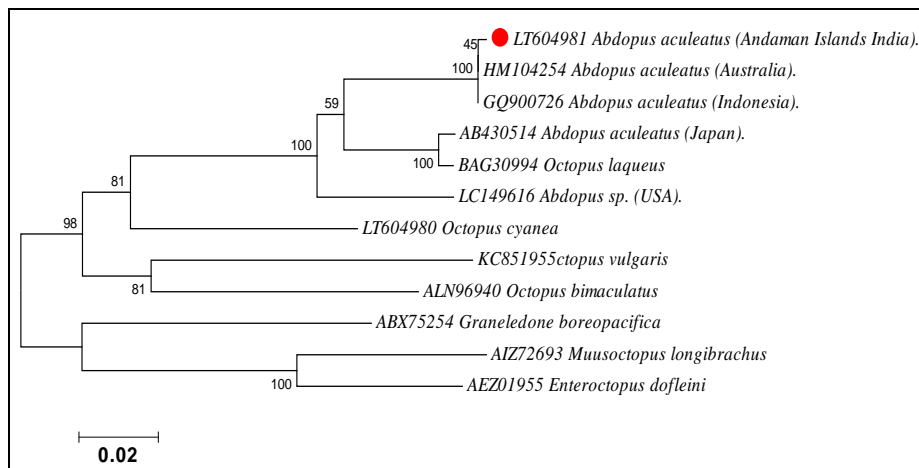 45
LT604981 Abdopus aculeatus (Andaman Islands India).
100
HM104254 Abdopus aculeatus (Australia).
GQ900726 Abdopus aculeatus (Indonesia).
59
AB430514 Abdopus aculeatus (Japan).
100
100
BAG30994 Octopus laqueus
81
LC149616 Abdopus sp. (USA).
98
LT604980 Octopus cyanea
KC851955ctopus vulgaris
81
ALN96940 Octopus bimaculatus
ABX75254 Graneledone boreopacifica
AIZ72693 Muusoctopus longibrachus
100
AEZ01955 Enteroctopus dofleini
0.02